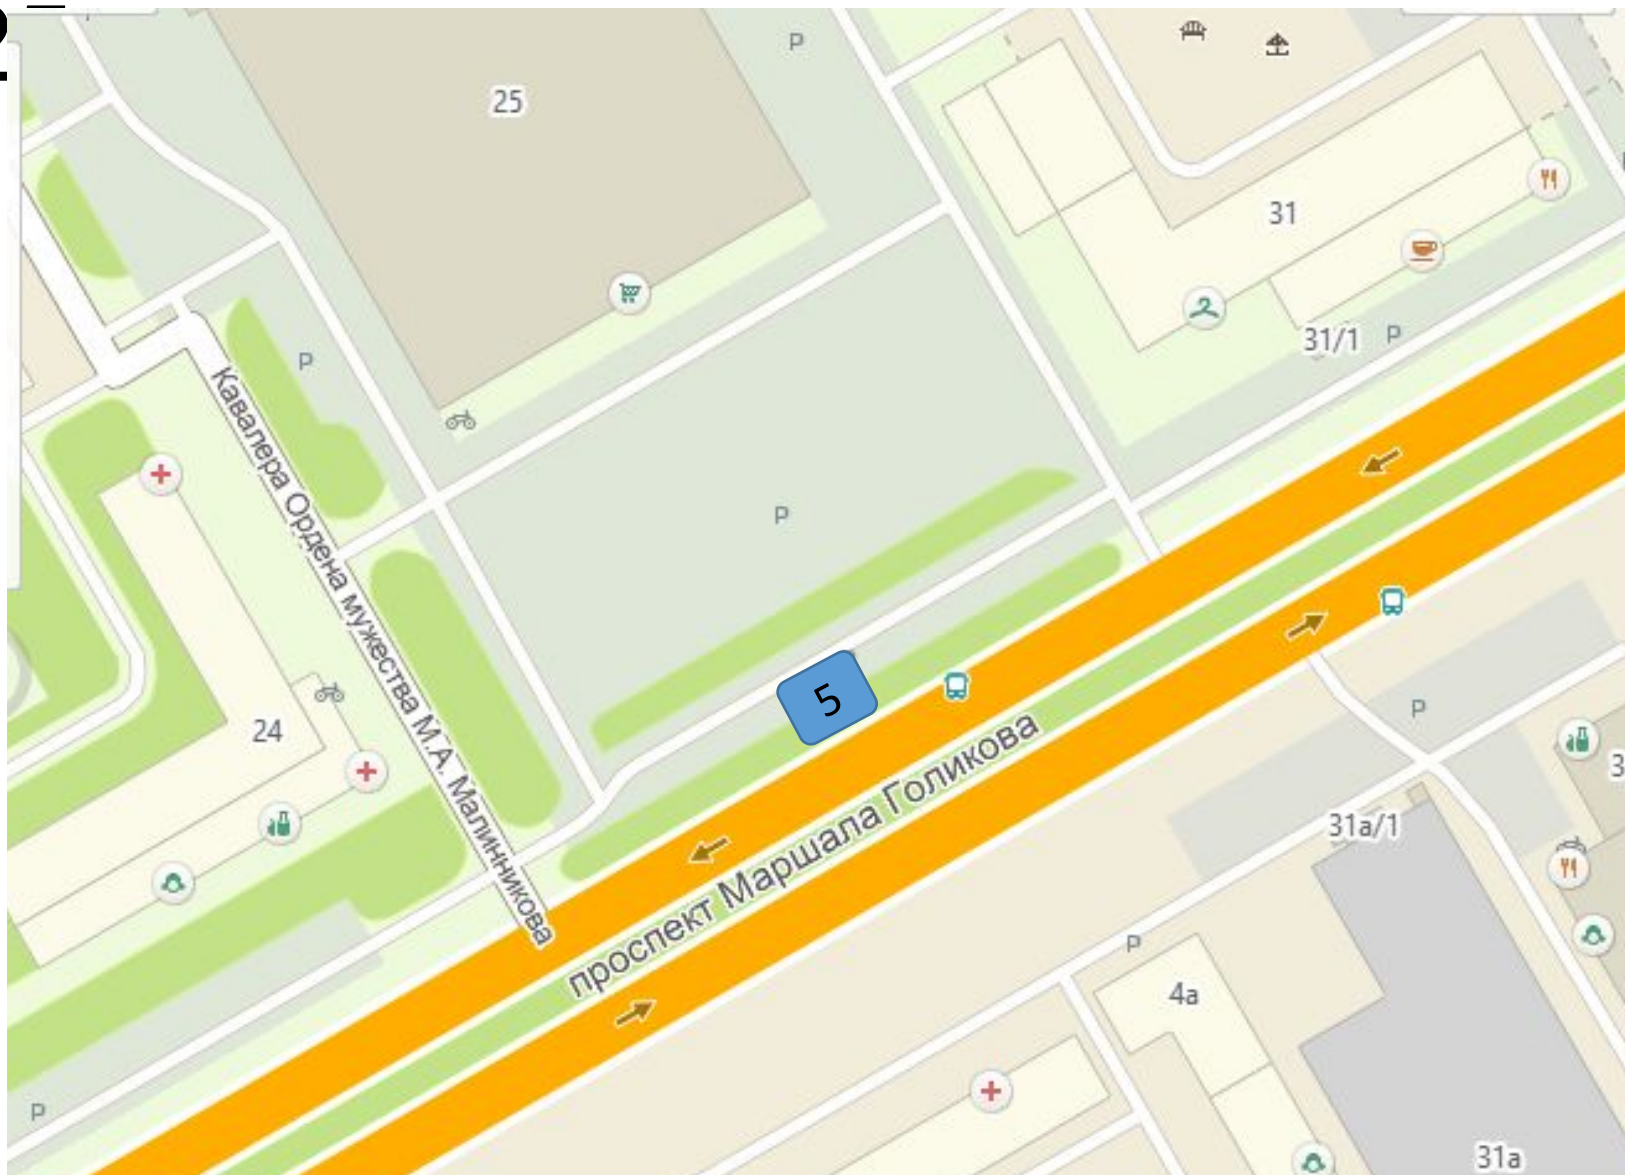 P
25
31
P
31/1
P
Кавалера Ордена мужества М.А. Малинникова
P
5
24
P
проспект Маршала Голикова
31а/1
P
4а
P
31а